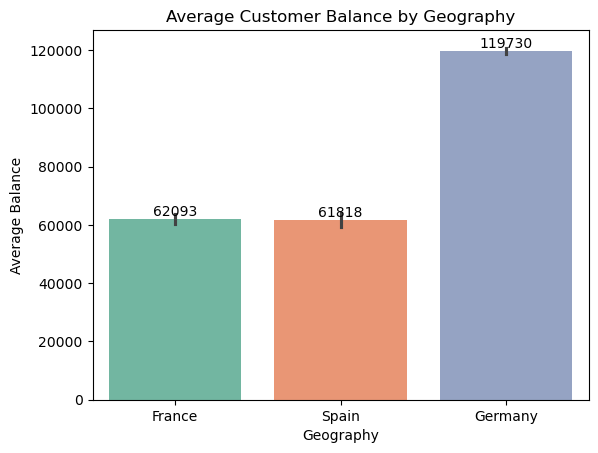 Average Customer Balance by Geography
Average Balance
120000
100000
80000
60000
40000
20000
0
62093
61818
119730
France
Spain
Germany
Geography